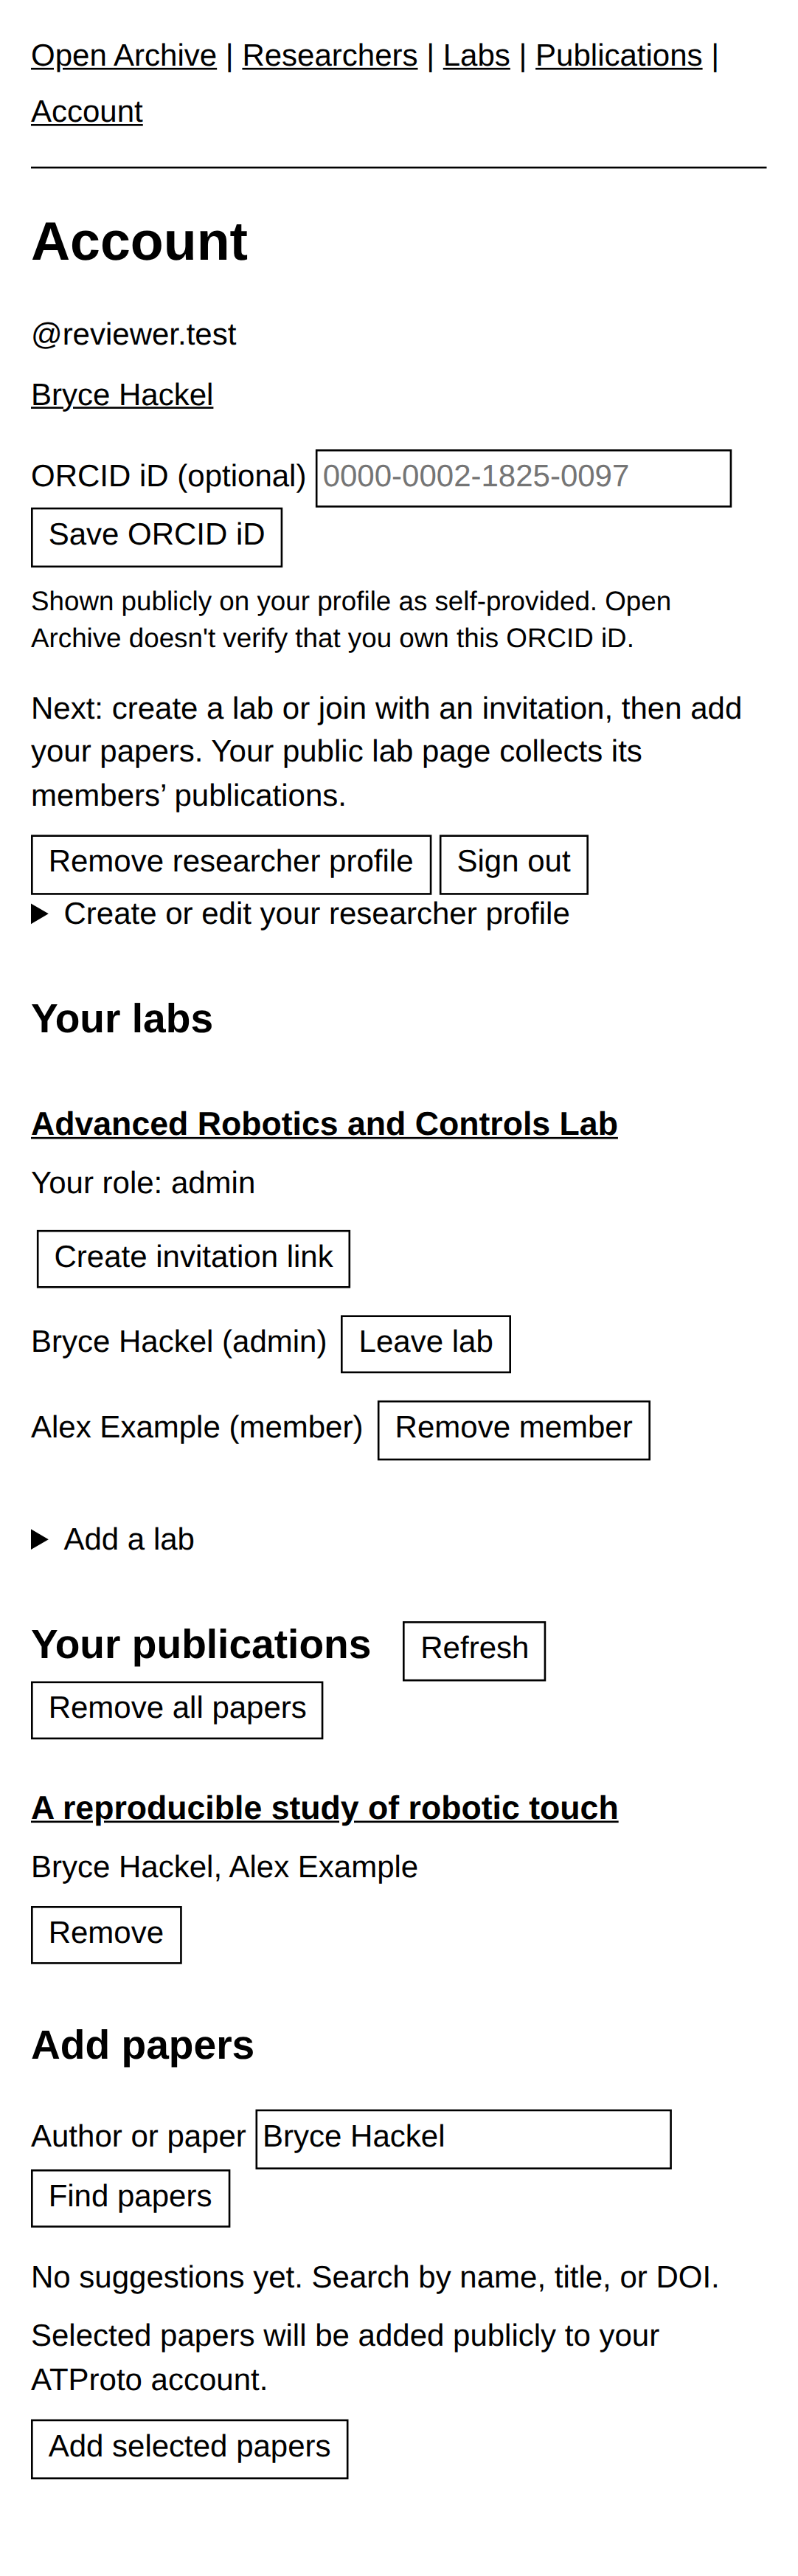 Open Archive | Researchers | Labs | Publications |
Account
Account
@reviewer.test
Bryce Hackel
ORCID iD (optional) 0000-0002-1825-0097
Save ORCID iD
Shown publicly on your profile as self-provided. Open
Archive doesn't verify that you own this ORCID iD.
Next: create a lab or join with an invitation, then add
your papers. Your public lab page collects its
members’ publications.
Remove researcher profile Sign out
Create or edit your researcher profile
Your labs
Advanced Robotics and Controls Lab
Your role: admin
Create invitation link
Bryce Hackel (admin) Leave lab
Alex Example (member) Remove member
Add a lab
Your publications Refresh
Remove all papers
A reproducible study of robotic touch
Bryce Hackel, Alex Example
Remove
Add papers
Author or paper Bryce Hackel
Find papers
No suggestions yet. Search by name, title, or DOI.
Selected papers will be added publicly to your
ATProto account.
Add selected papers